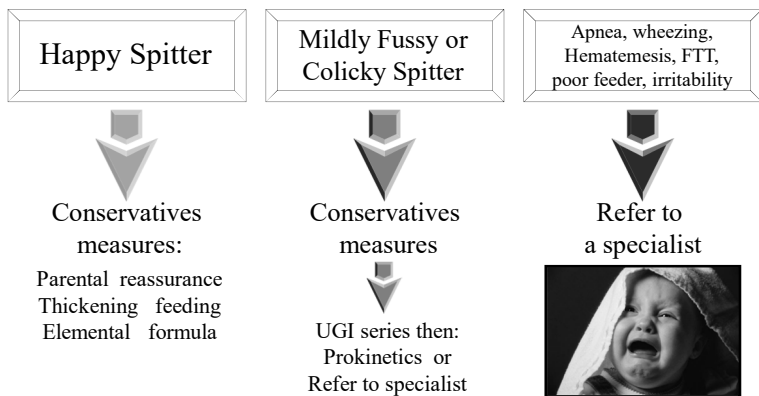 Happy Spitter
Mildly Fussy or
Colicky Spitter
Apnea, wheezing,
Hematemesis, FTT,
poor feeder, irritability
Conservatives
measures:
Parental reassurance
Thickening feeding
Elemental formula
Conservatives
measures
UGI series then:
Prokinetics or
Refer to specialist
Refer to
a specialist